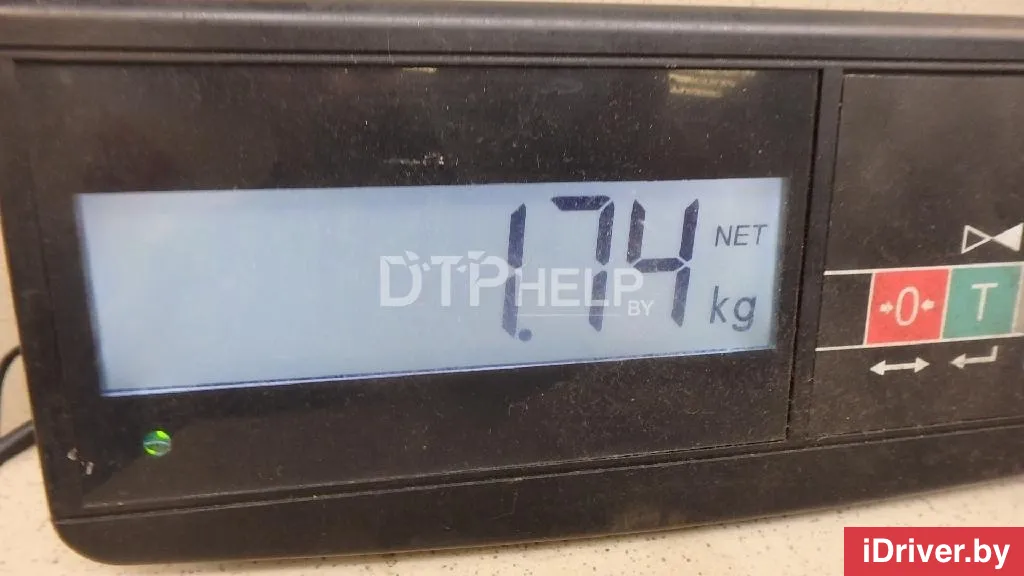 1.74 NET
kg
DTPHELP
BY
→0←
T
iDriver.by